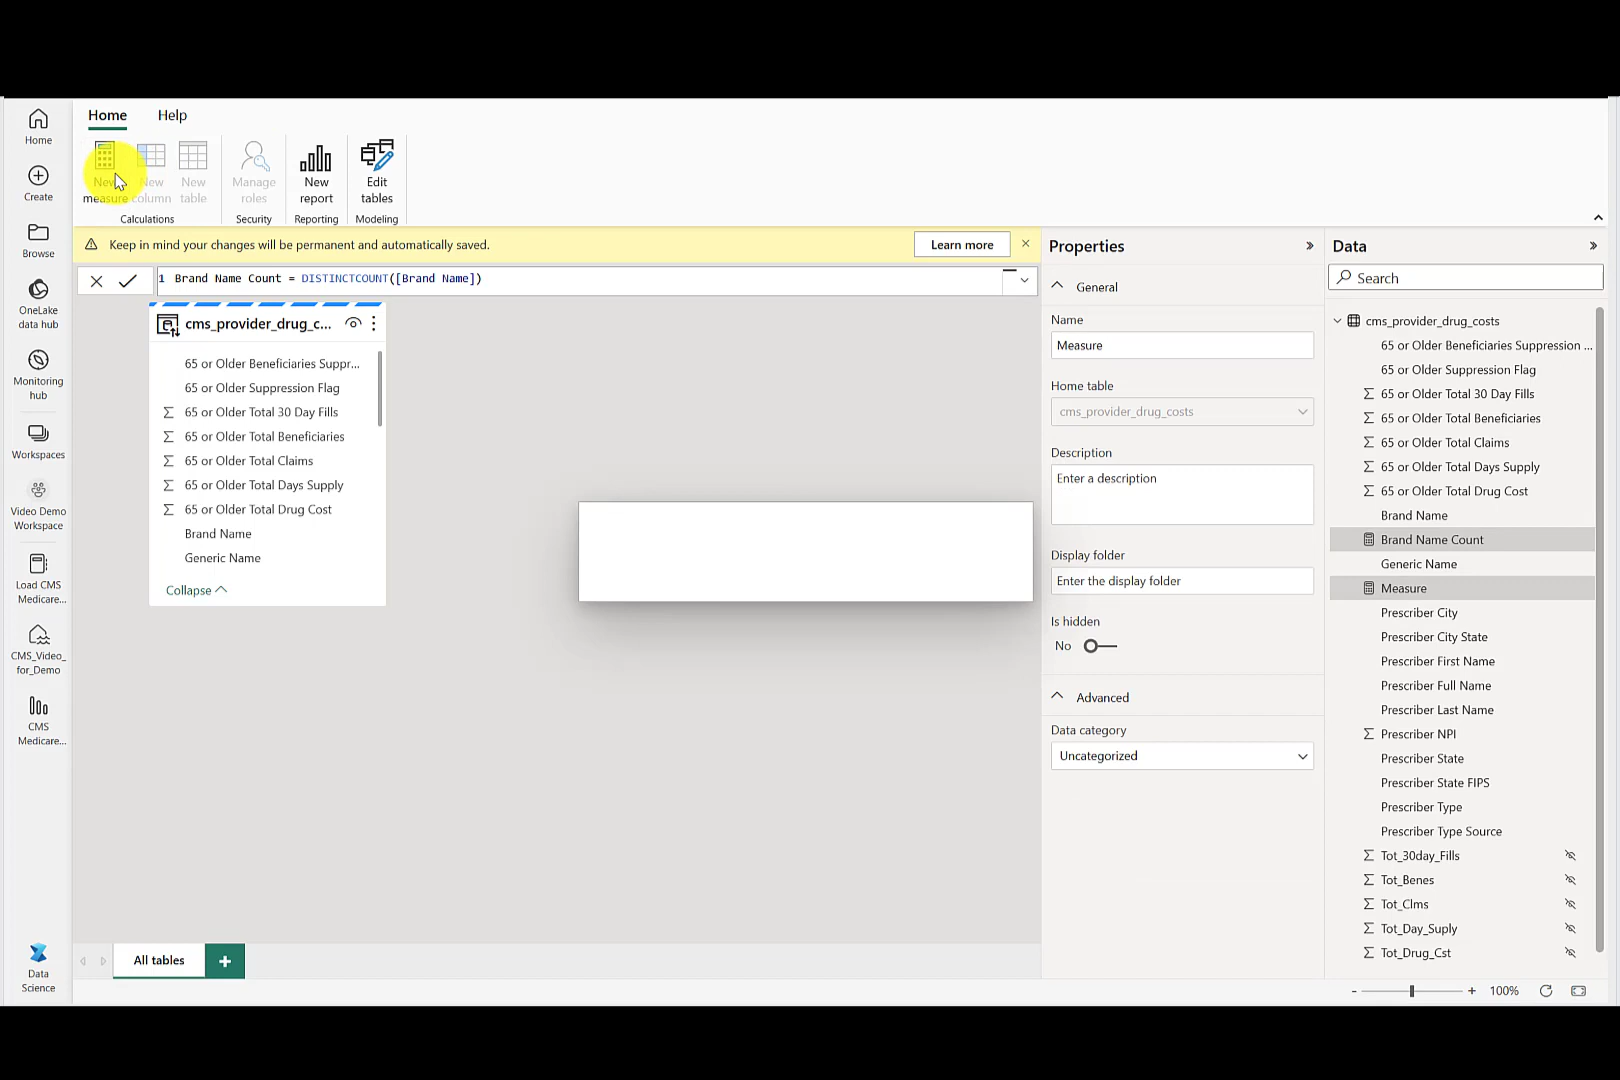 Home
Help
Home
Create
Browse
OneLake
data hub
Monitoring
hub
Workspaces
Video Demo
Workspace
Load CMS
Medicare...
CMS_Video_
for_Demo
CMS
Medicare...
Data
Science
New
measure
New
column
New
table
Calculations
Manage
roles
Security
New
report
Reporting
Edit
tables
Modeling
Keep in mind your changes will be permanent and automatically saved.
Learn more
1 Brand Name Count = DISTINCTCOUNT([Brand Name])
cms_provider_drug_c...
65 or Older Beneficiaries Suppr...
65 or Older Suppression Flag
65 or Older Total 30 Day Fills
65 or Older Total Beneficiaries
65 or Older Total Claims
65 or Older Total Days Supply
65 or Older Total Drug Cost
Brand Name
Generic Name
Collapse
All tables
+
Properties
General
Name
Measure
Home table
cms_provider_drug_costs
Description
Enter a description
Display folder
Enter the display folder
Is hidden
No
Advanced
Data category
Uncategorized
Data
Search
cms_provider_drug_costs
65 or Older Beneficiaries Suppression ...
65 or Older Suppression Flag
65 or Older Total 30 Day Fills
65 or Older Total Beneficiaries
65 or Older Total Claims
65 or Older Total Days Supply
65 or Older Total Drug Cost
Brand Name
Brand Name Count
Generic Name
Measure
Prescriber City
Prescriber City State
Prescriber First Name
Prescriber Full Name
Prescriber Last Name
Prescriber NPI
Prescriber State
Prescriber State FIPS
Prescriber Type
Prescriber Type Source
Tot_30day_Fills
Tot_Benes
Tot_Clms
Tot_Day_Suply
Tot_Drug_Cst
- + 100%